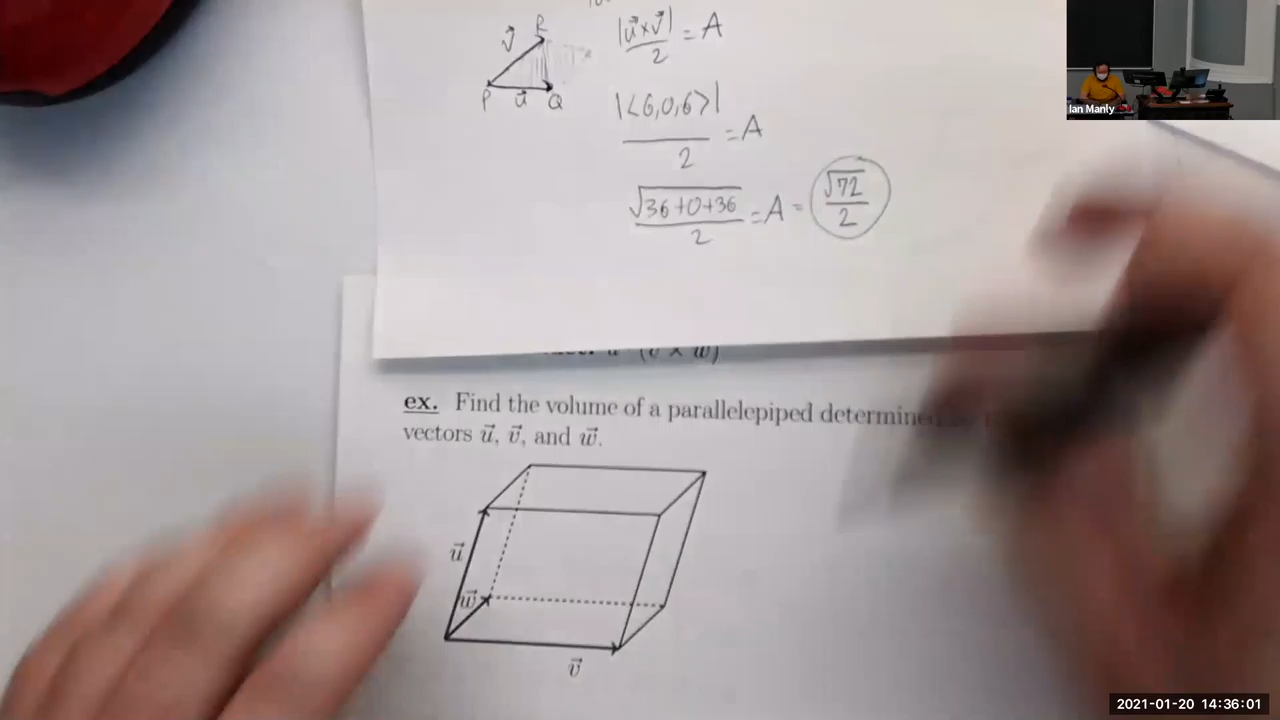 R
v⃗
P
u⃗
Q
|u⃗×v⃗|/2 = A
|<6,0,6>|/2 = A
√(36+0+36)/2 = A = √72/2
Ian Manly
ex. Find the volume of a parallelepiped determined
vectors u⃗, v⃗, and w⃗.
u⃗
w⃗
v⃗
2021-01-20 14:36:01